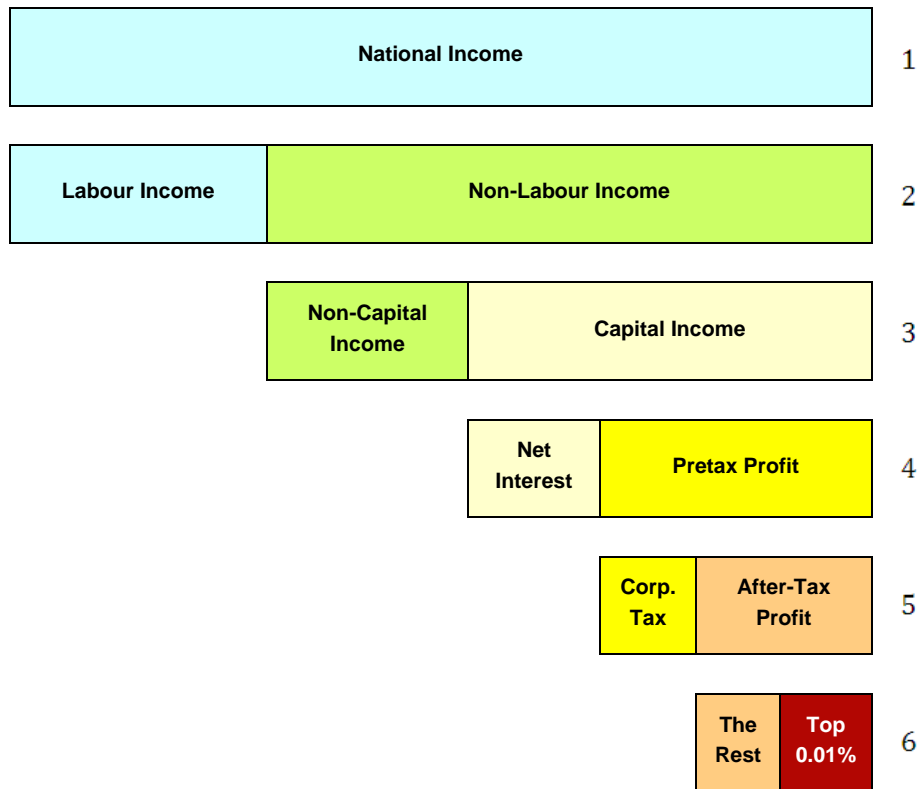 National Income
1
Labour Income
Non-Labour Income
2
Non-Capital
Income
Capital Income
3
Net
Interest
Pretax Profit
4
Corp.
Tax
After-Tax
Profit
5
The
Rest
Top
0.01%
6